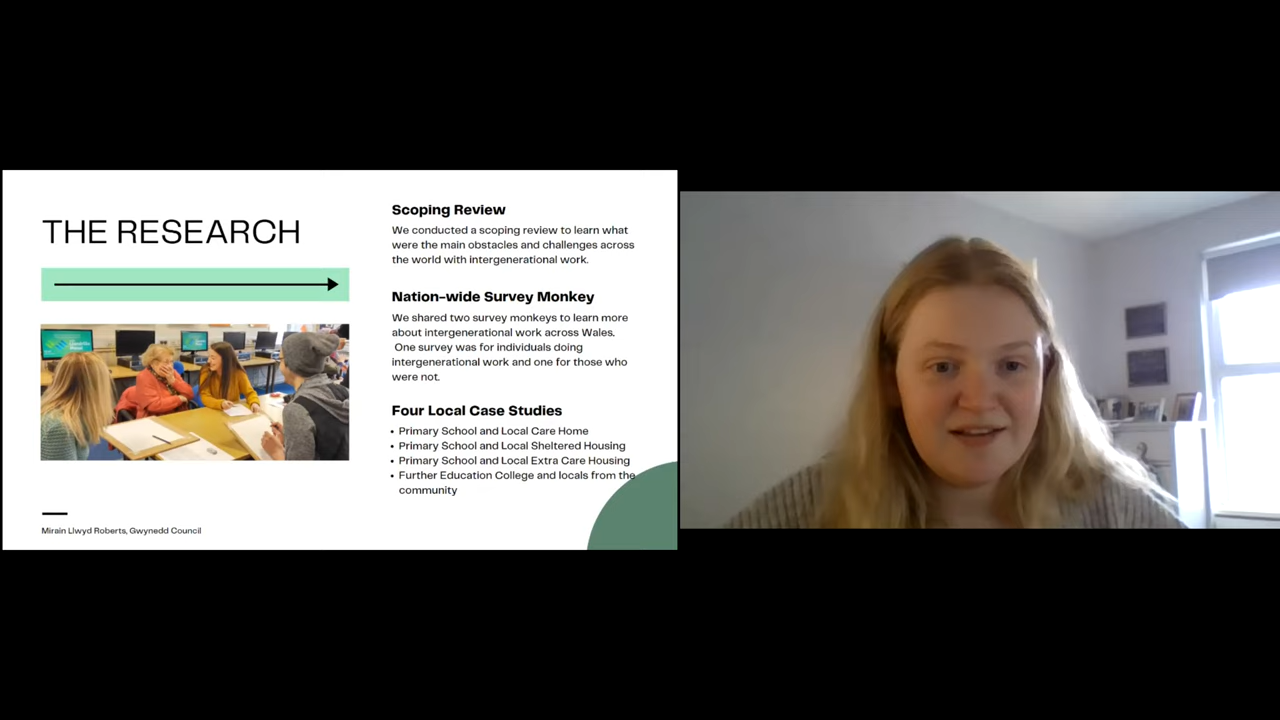 THE RESEARCH
Mirain Llwyd Roberts, Gwynedd Council
Scoping Review
We conducted a scoping review to learn what
were the main obstacles and challenges across
the world with intergenerational work.
Nation-wide Survey Monkey
We shared two survey monkeys to learn more
about intergenerational work across Wales.
One survey was for individuals doing
intergenerational work and one for those who
were not.
Four Local Case Studies
• Primary School and Local Care Home
• Primary School and Local Sheltered Housing
• Primary School and Local Extra Care Housing
• Further Education College and locals from the
community